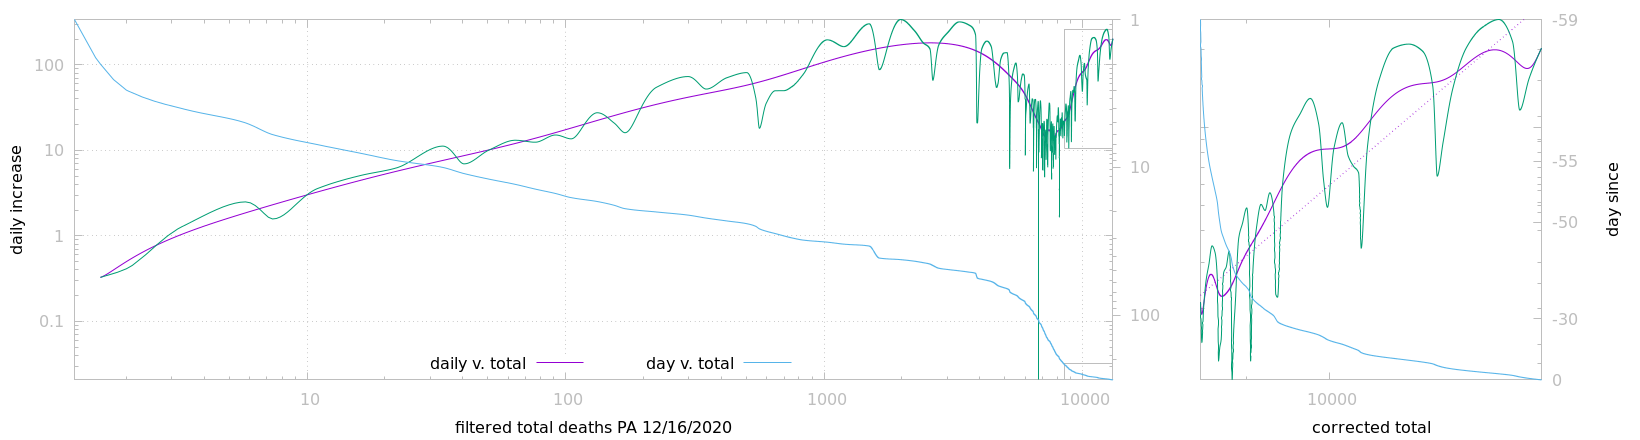 daily increase
100
10
1
0.1
daily v. total
day v. total
10
100
1000
10000
filtered total deaths PA 12/16/2020
1
10
100
10000
corrected total
-59
-55
-50
-30
0
day since